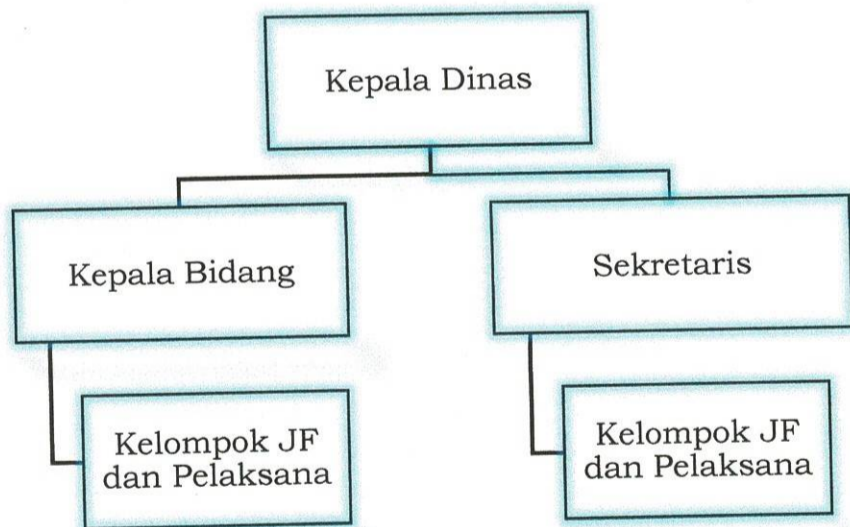 Kepala Dinas
Kepala Bidang
Sekretaris
Kelompok JF
dan Pelaksana
Kelompok JF
dan Pelaksana